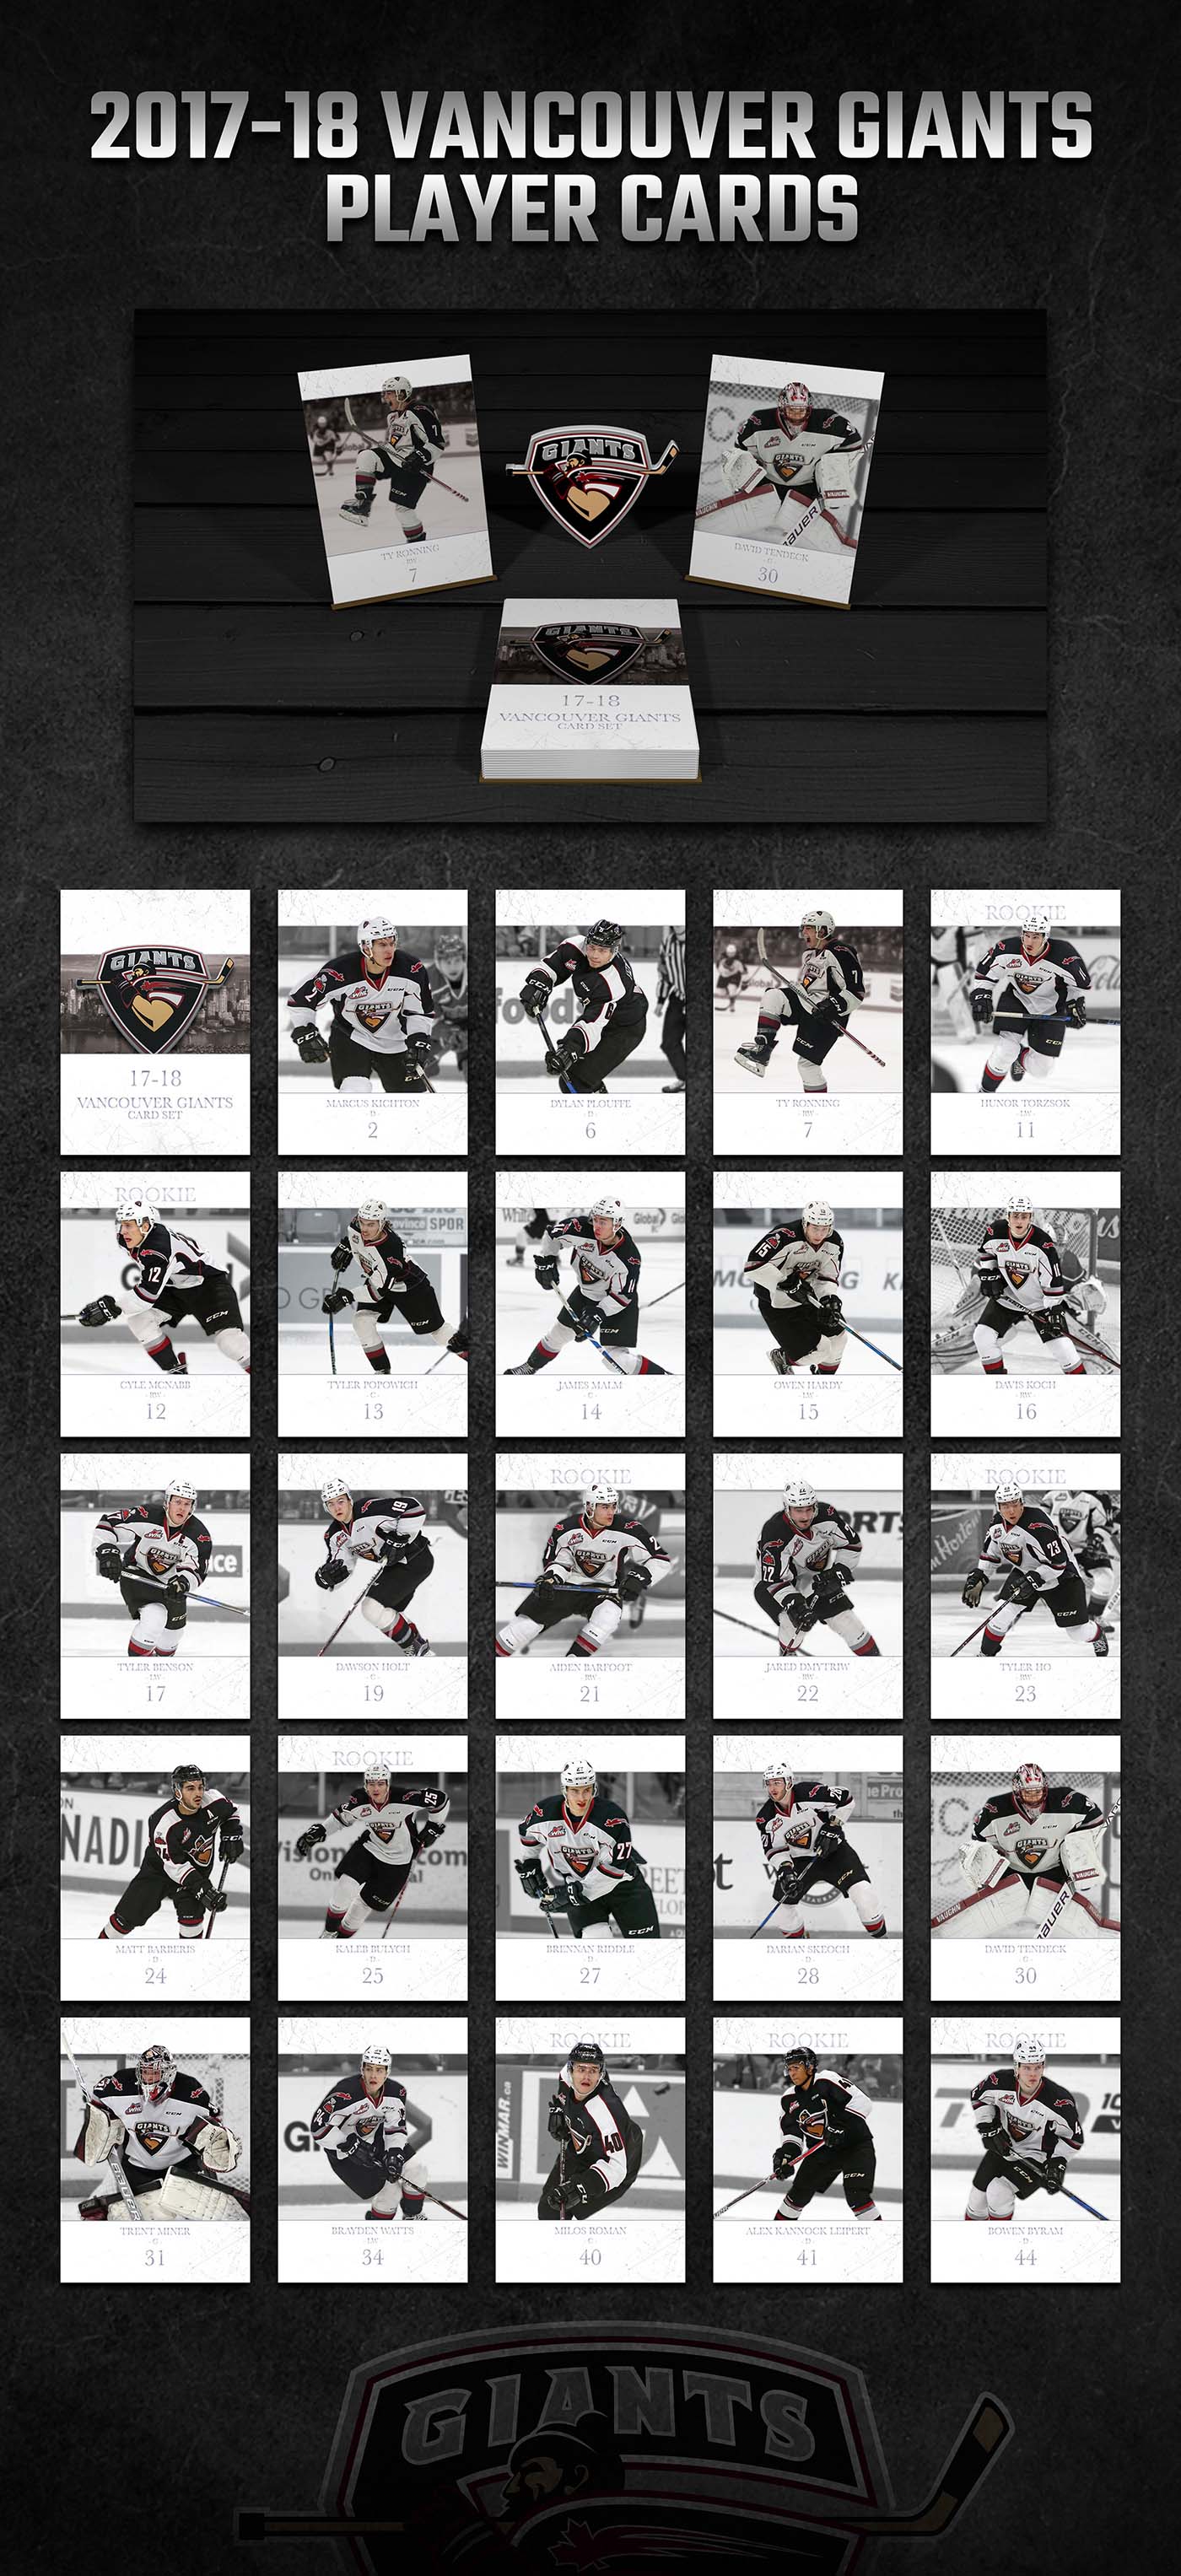 2017-18 VANCOUVER GIANTS
PLAYER CARDS
TY RONNING
RW
7
GIANTS
DAVID TENDECK
- G -
30
GIANTS
17-18
VANCOUVER GIANTS
CARD SET
GIANTS
17-18
VANCOUVER GIANTS
CARD SET
MARCUS KICHTON
- D -
2
DYLAN PLOUFFE
- D -
6
TY RONNING
- RW -
7
ROOKIE
HUNOR TORZSOK
- LW -
11
ROOKIE
CYLE MCNABB
- RW -
12
TYLER POPOWICH
- C -
13
JAMES MALM
- C -
14
OWEN HARDY
- LW -
15
DAVIS KOCH
- RW -
16
TYLER BENSON
- LW -
17
DAWSON HOLT
- C -
19
ROOKIE
AIDEN BARFOOT
- RW -
21
JARED DMYTRIW
- RW -
22
ROOKIE
TYLER HO
- RW -
23
MATT BARBERIS
- D -
24
ROOKIE
KALEB BULYCH
- D -
25
BRENNAN RIDDLE
- D -
27
DARIAN SKEOCH
- D -
28
DAVID TENDECK
- G -
30
TRENT MINER
- G -
31
BRAYDEN WATTS
- LW -
34
ROOKIE
MILOS ROMAN
- C -
40
ROOKIE
ALEX KANNOCK LEIPERT
- D -
41
ROOKIE
BOWEN BYRAM
- D -
44
GIANTS